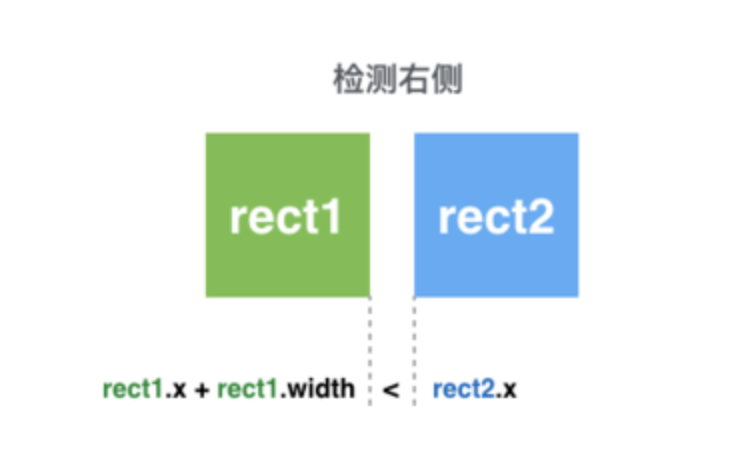 检测右侧
rect1 rect2
rect1.x + rect1.width < rect2.x